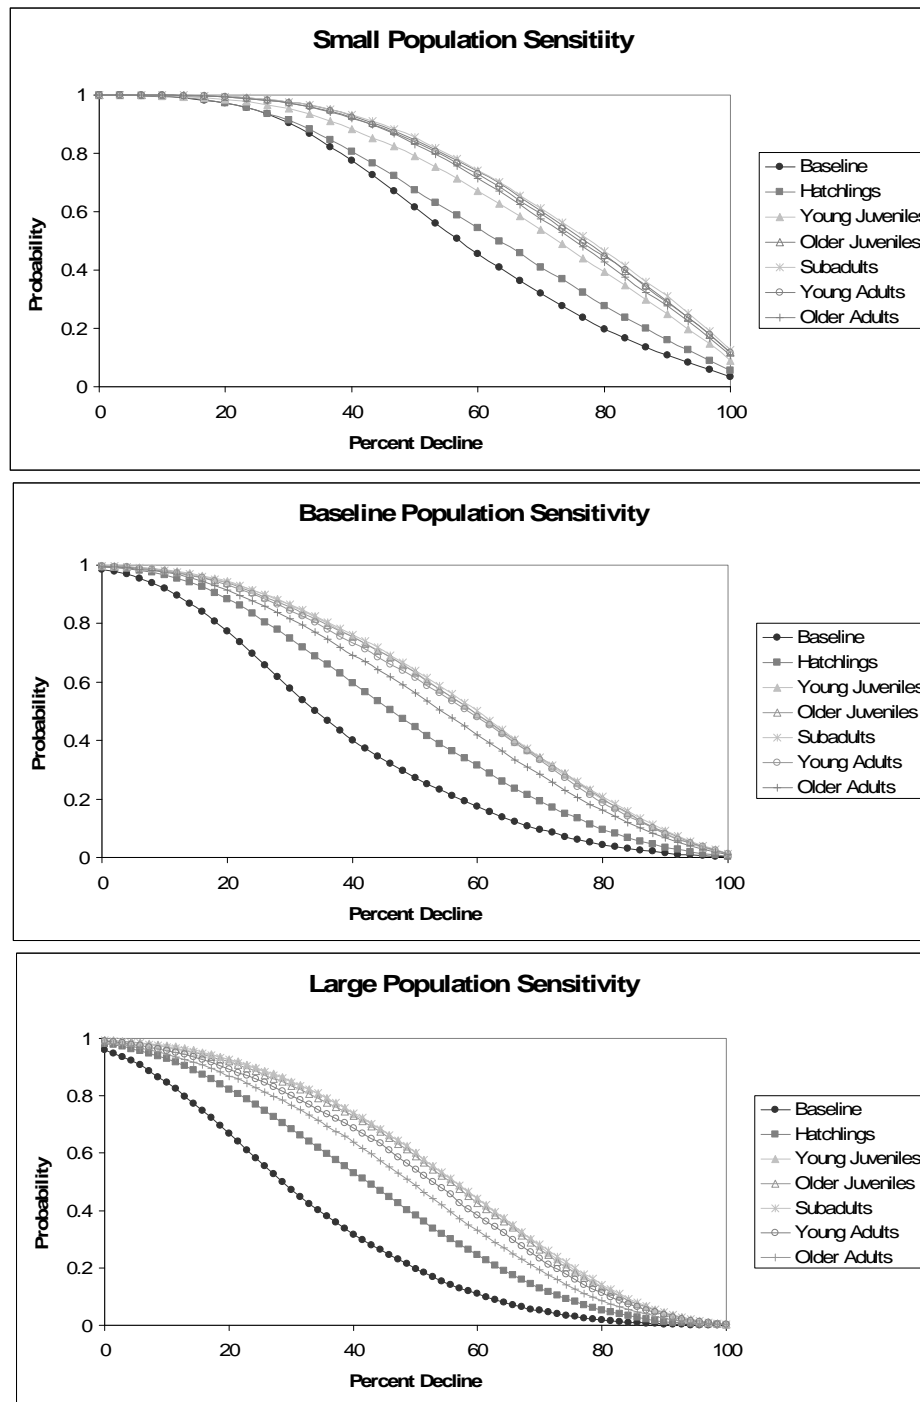 Small Population Sensitiity
1
0.8
0.6
0.4
0.2
0
Probability
0 20 40 60 80 100
Percent Decline
Baseline
Hatchlings
Young Juveniles
Older Juveniles
Subadults
Young Adults
Older Adults
Baseline Population Sensitivity
1
0.8
0.6
0.4
0.2
0
Probability
0 20 40 60 80 100
Percent Decline
Baseline
Hatchlings
Young Juveniles
Older Juveniles
Subadults
Young Adults
Older Adults
Large Population Sensitivity
1
0.8
0.6
0.4
0.2
0
Probability
0 20 40 60 80 100
Percent Decline
Baseline
Hatchlings
Young Juveniles
Older Juveniles
Subadults
Young Adults
Older Adults